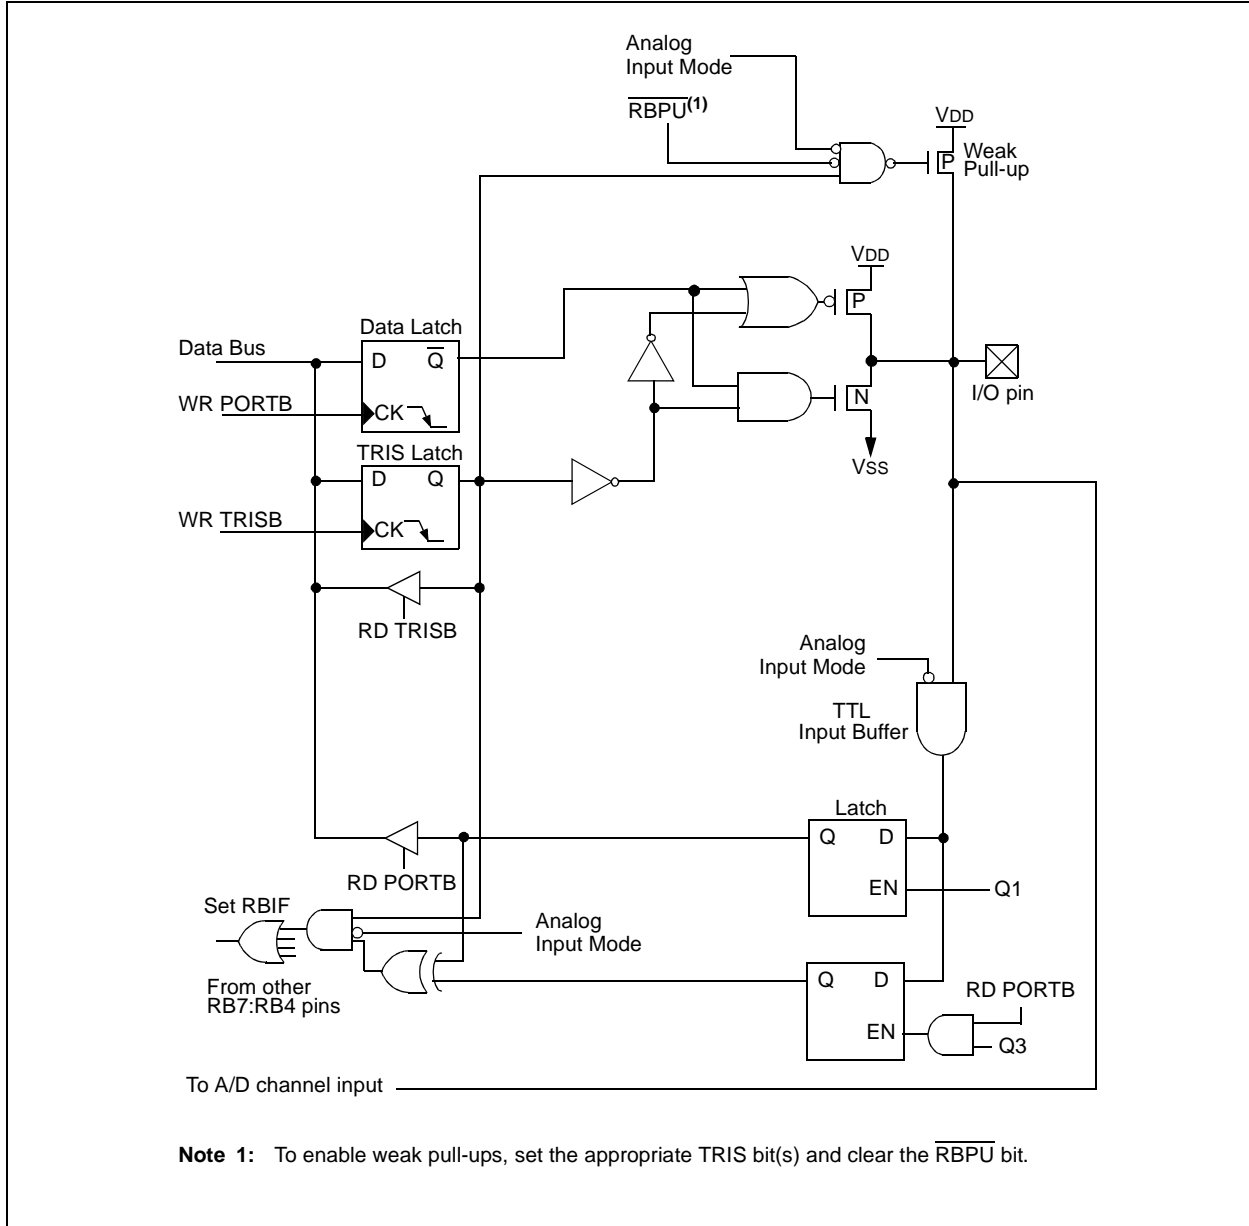 Analog
Input Mode
RBPU(1)
VDD
P
Weak
Pull-up
VDD
P
Data Latch
Data Bus
D
Q
WR PORTB
CK
N
I/O pin
VSS
TRIS Latch
D
Q
WR TRISB
CK
RD TRISB
Analog
Input Mode
TTL
Input Buffer
Latch
Q
D
EN
Q1
RD PORTB
Set RBIF
Analog
Input Mode
From other
RB7:RB4 pins
Q
D
RD PORTB
EN
Q3
To A/D channel input
Note 1: To enable weak pull-ups, set the appropriate TRIS bit(s) and clear the RBPU bit.